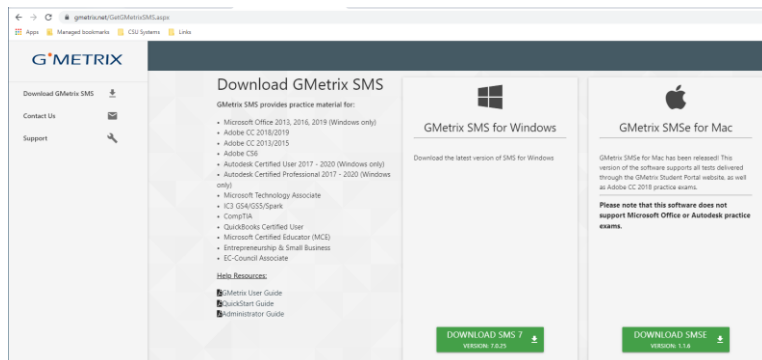 gmetrix.net/GetGMetrixSMS.aspx
Apps Managed bookmarks CSU Systems Links
G*METRIX
Download GMetrix SMS
Contact Us
Support
Download GMetrix SMS
GMetrix SMS provides practice material for:
• Microsoft Office 2013, 2016, 2019 (Windows only)
• Adobe CC 2018/2019
• Adobe CC 2013/2015
• Adobe CS6
• Autodesk Certified User 2017 - 2020 (Windows only)
• Autodesk Certified Professional 2017 - 2020 (Windows
only)
• Microsoft Technology Associate
• IC3 GS4/GS5/Spark
• CompTIA
• QuickBooks Certified User
• Microsoft Certified Educator (MCE)
• Entrepreneurship & Small Business
• EC-Council Associate
Help Resources:
GMetrix User Guide
QuickStart Guide
Administrator Guide
GMetrix SMS for Windows
Download the latest version of SMS for Windows
DOWNLOAD SMS 7
VERSION: 7.0.25
GMetrix SMSe for Mac
GMetrix SMSe for Mac has been released! This
version of the software supports all tests delivered
through the GMetrix Student Portal website, as well
as Adobe CC 2018 practice exams.
Please note that this software does not
support Microsoft Office or Autodesk practice
exams.
DOWNLOAD SMSE
VERSION: 1.1.6